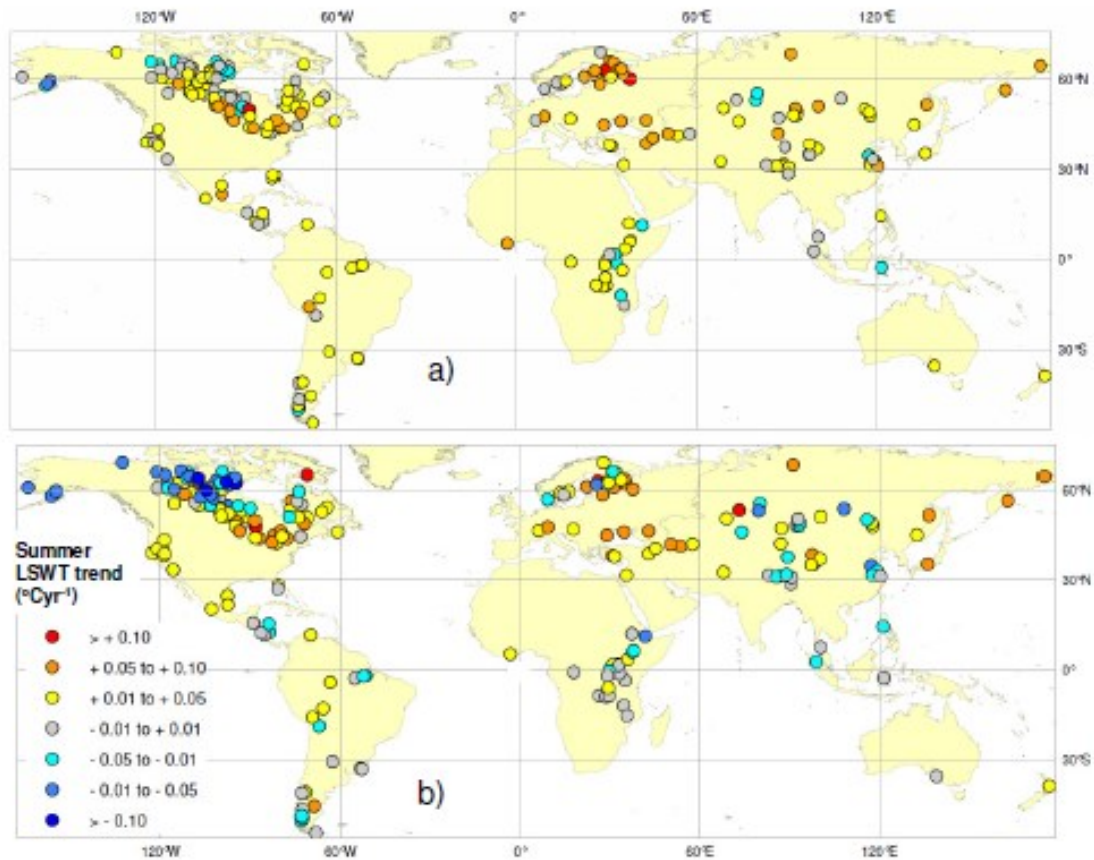 120°W 60°W 0° 60°E 120°E
60°N
30°N
0°
30°S
a)
60°N
30°N
0°
30°S
b)
Summer
LSWT trend
(°Cyr⁻¹)
> + 0.10
+ 0.05 to + 0.10
+ 0.01 to + 0.05
- 0.01 to + 0.01
- 0.05 to - 0.01
- 0.01 to - 0.05
> - 0.10
120°W 60°W 0° 60°E 120°E